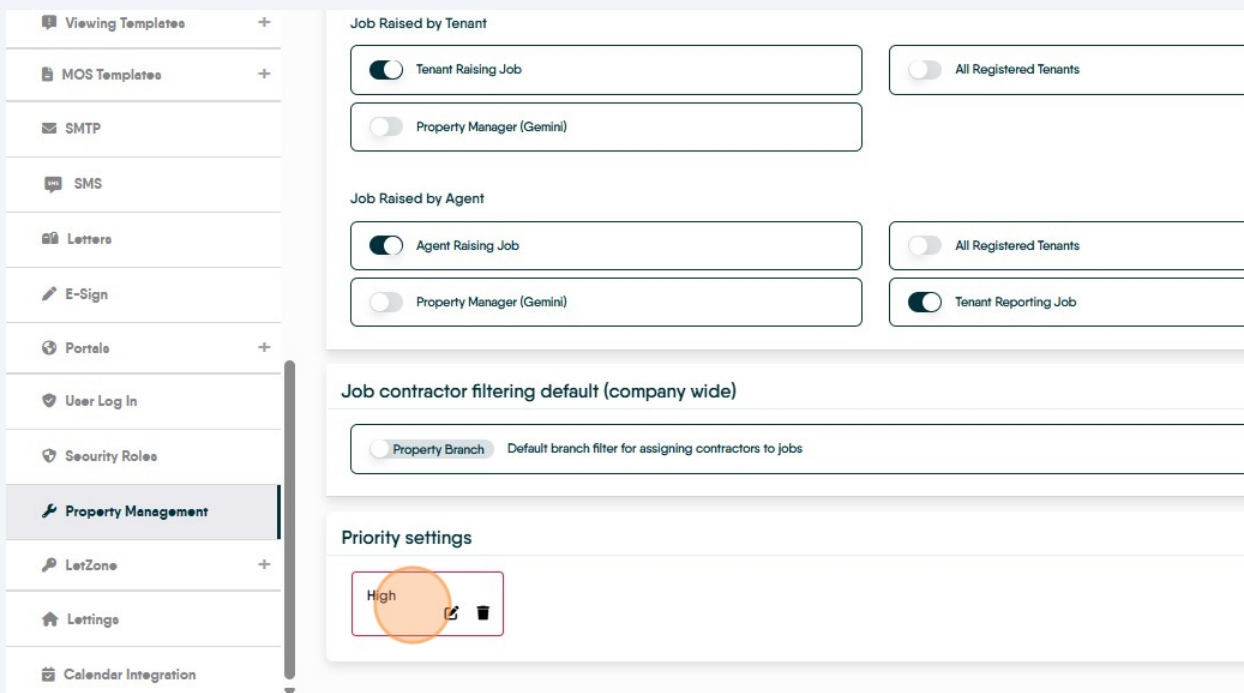 Viewing Templates
MOS Templates
SMTP
SMS
SMS
Letters
E-Sign
Portals
User Log In
Security Roles
Property Management
LetZone
Lettings
Calendar Integration
Job Raised by Tenant
Tenant Raising Job
All Registered Tenants
Property Manager (Gemini)
Job Raised by Agent
Agent Raising Job
All Registered Tenants
Property Manager (Gemini)
Tenant Reporting Job
Job contractor filtering default (company wide)
Property Branch Default branch filter for assigning contractors to jobs
Priority settings
High